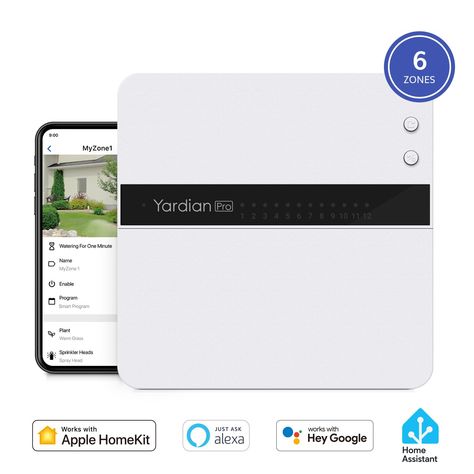 6
ZONES
9:00
MyZone1
Yardian Pro
1 2 3 4 5 6 7 8 9 10 11 12
Watering For One Minute
Name
MyZone 1
Enable
Program
Smart Program
Plant
Warm Grass
Sprinkler Heads
Spray Head
Works with
Apple HomeKit
JUST ASK
alexa
works with
Hey Google
Home
Assistant